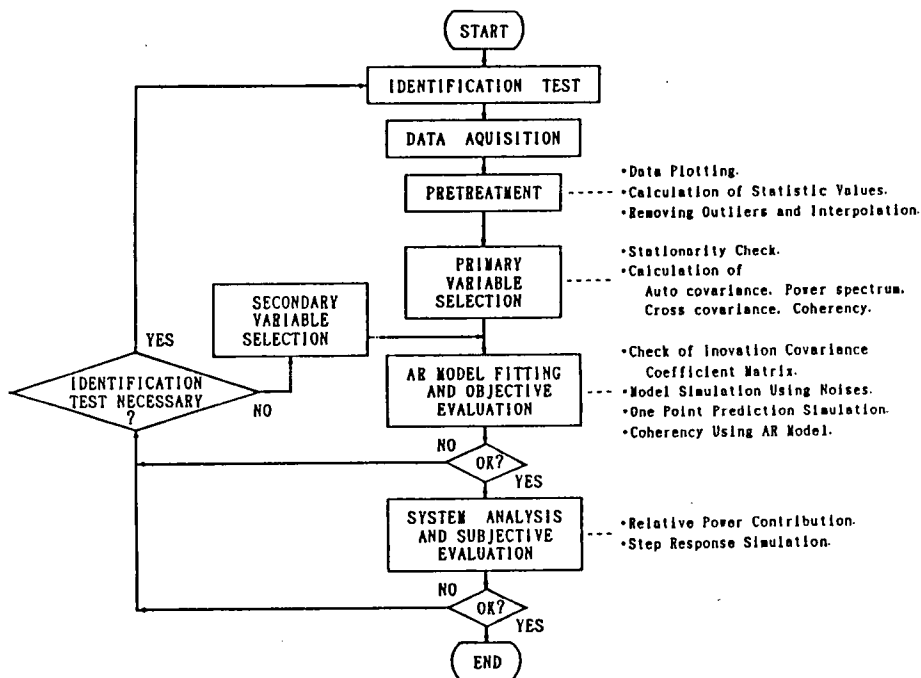 START
IDENTIFICATION TEST
DATA AQUISITION
PRETREATMENT
•Data Plotting.
•Calculation of Statistic Values.
•Removing Outliers and Interpolation.
PRIMARY
VARIABLE
SELECTION
•Stationarity Check.
•Calculation of
Auto covariance. Power spectrum.
Cross covariance. Coherency.
SECONDARY
VARIABLE
SELECTION
YES
IDENTIFICATION
TEST NECESSARY
?
NO
AR MODEL FITTING
AND OBJECTIVE
EVALUATION
•Check of Inovation Covariance
Coefficient Matrix.
•Model Simulation Using Noises.
•One Point Prediction Simulation.
•Coherency Using AR Model.
NO
OK?
YES
SYSTEM ANALYSIS
AND SUBJECTIVE
EVALUATION
•Relative Power Contribution.
•Step Response Simulation.
NO
OK?
YES
END